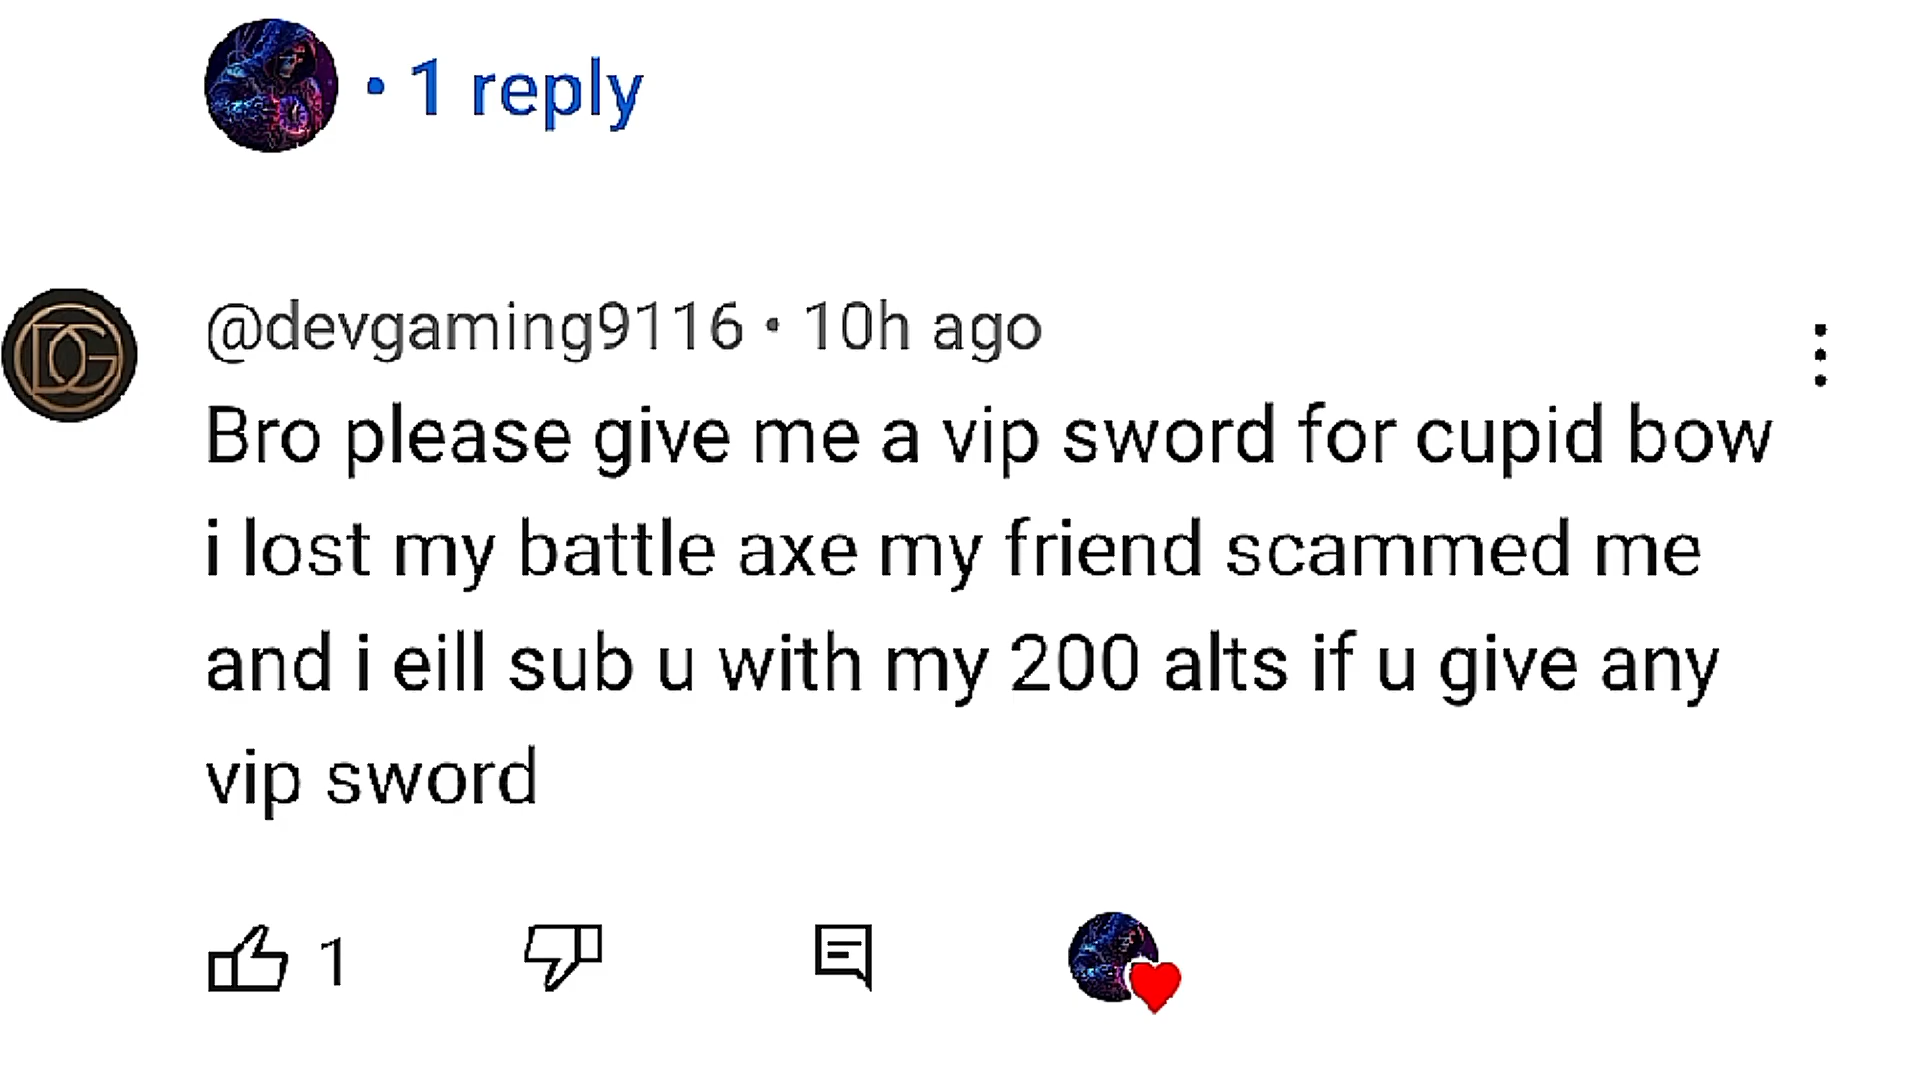 • 1 reply
@devgaming9116 • 10h ago
Bro please give me a vip sword for cupid bow
i lost my battle axe my friend scammed me
and i eill sub u with my 200 alts if u give any
vip sword
1